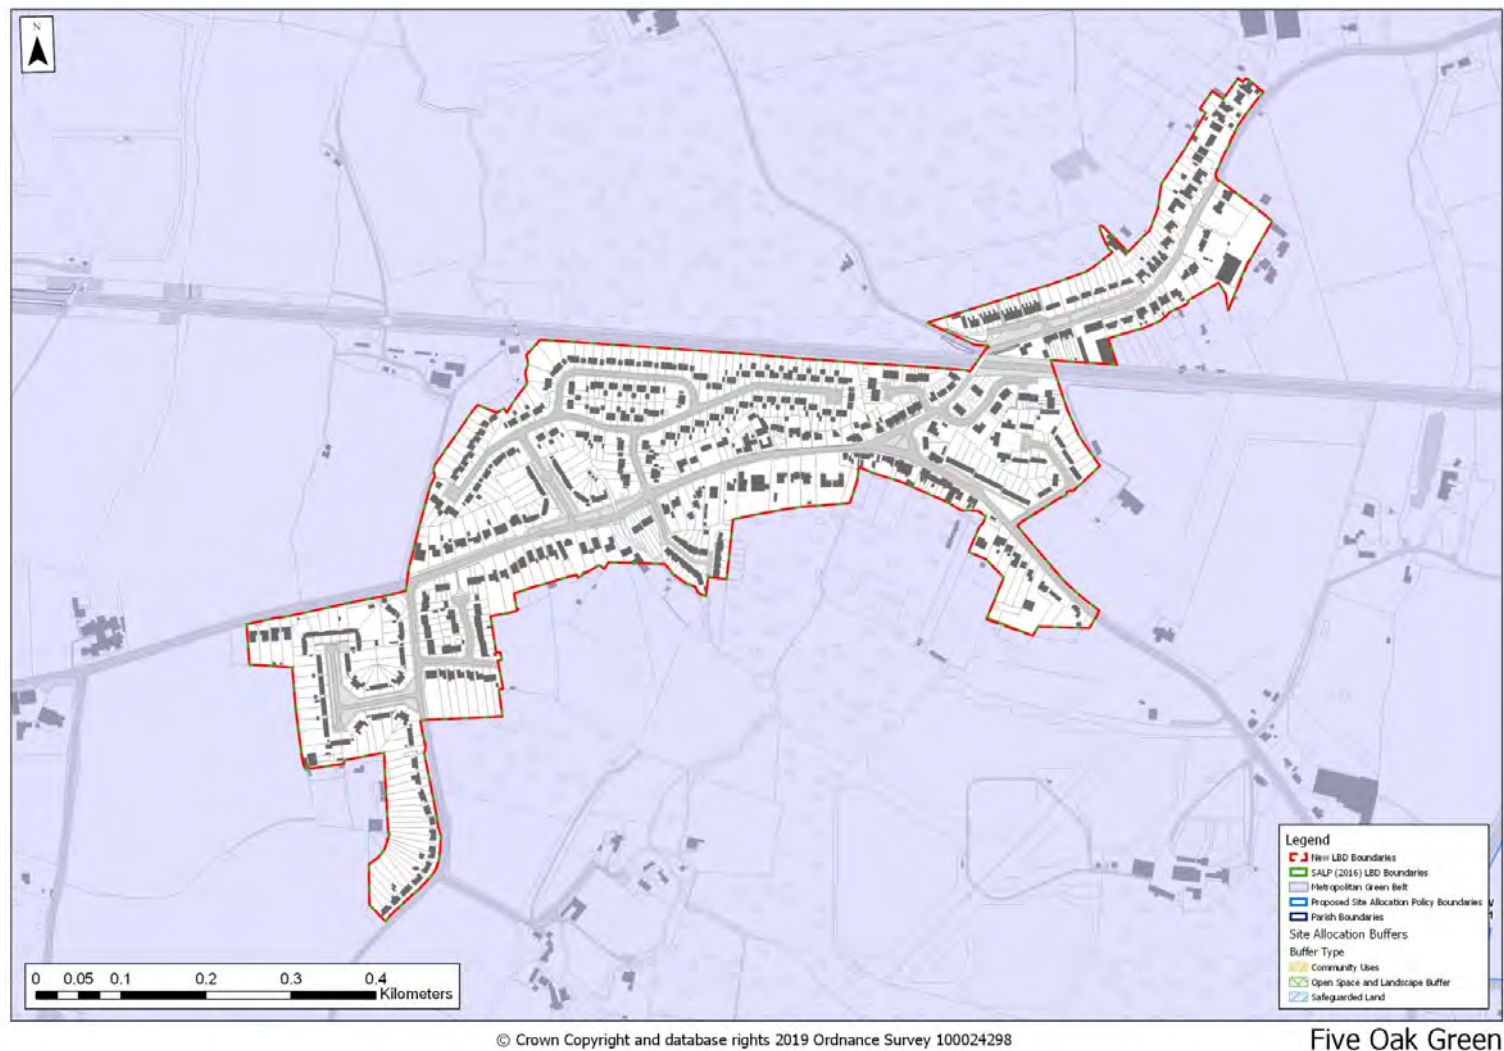 N
Legend
New LBD Boundaries
SALP (2016) LBD Boundaries
Metropolitan Green Belt
Proposed Site Allocation Policy Boundaries
Parish Boundaries
Site Allocation Buffers
Buffer Type
Community Uses
Open Space and Landscape Buffer
Safeguarded Land
0 0.05 0.1 0.2 0.3 0.4
Kilometers
© Crown Copyright and database rights 2019 Ordnance Survey 100024298
Five Oak Green